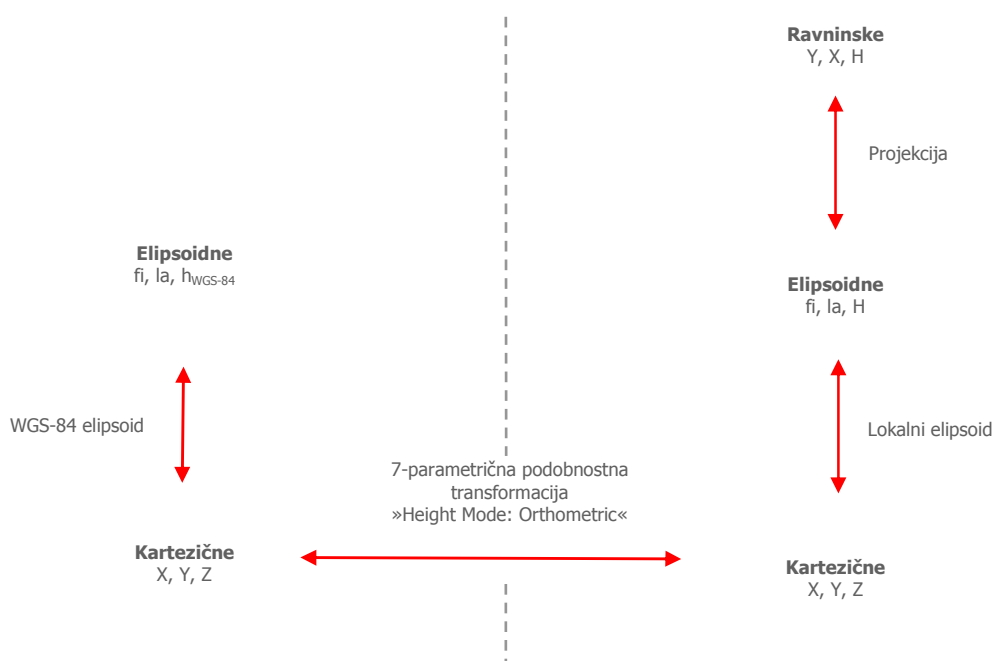 Ravninske
Y, X, H
Projekcija
Elipsoidne
fi, la, hWGS-84
Elipsoidne
fi, la, H
WGS-84 elipsoid
Lokalni elipsoid
7-parametrična podobnostna
transformacija
»Height Mode: Orthometric«
Kartezične
X, Y, Z
Kartezične
X, Y, Z